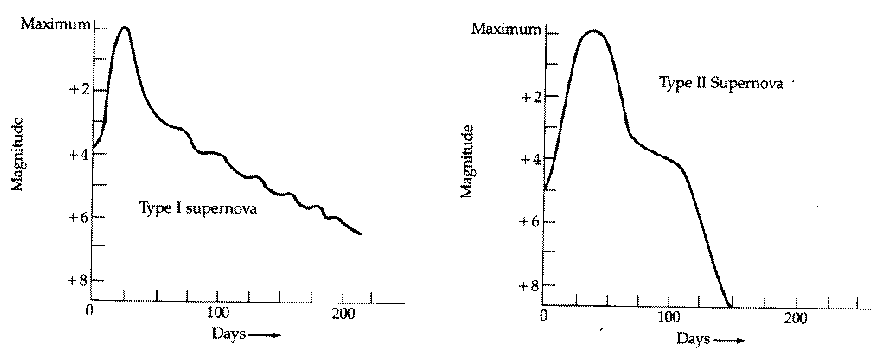 Maximum
+2
+4
+6
+8
Magnitude
Type I supernova
0
100
200
Days
Maximum
+2
+4
+6
+8
Magnitude
Type II Supernova
0
100
200
Days